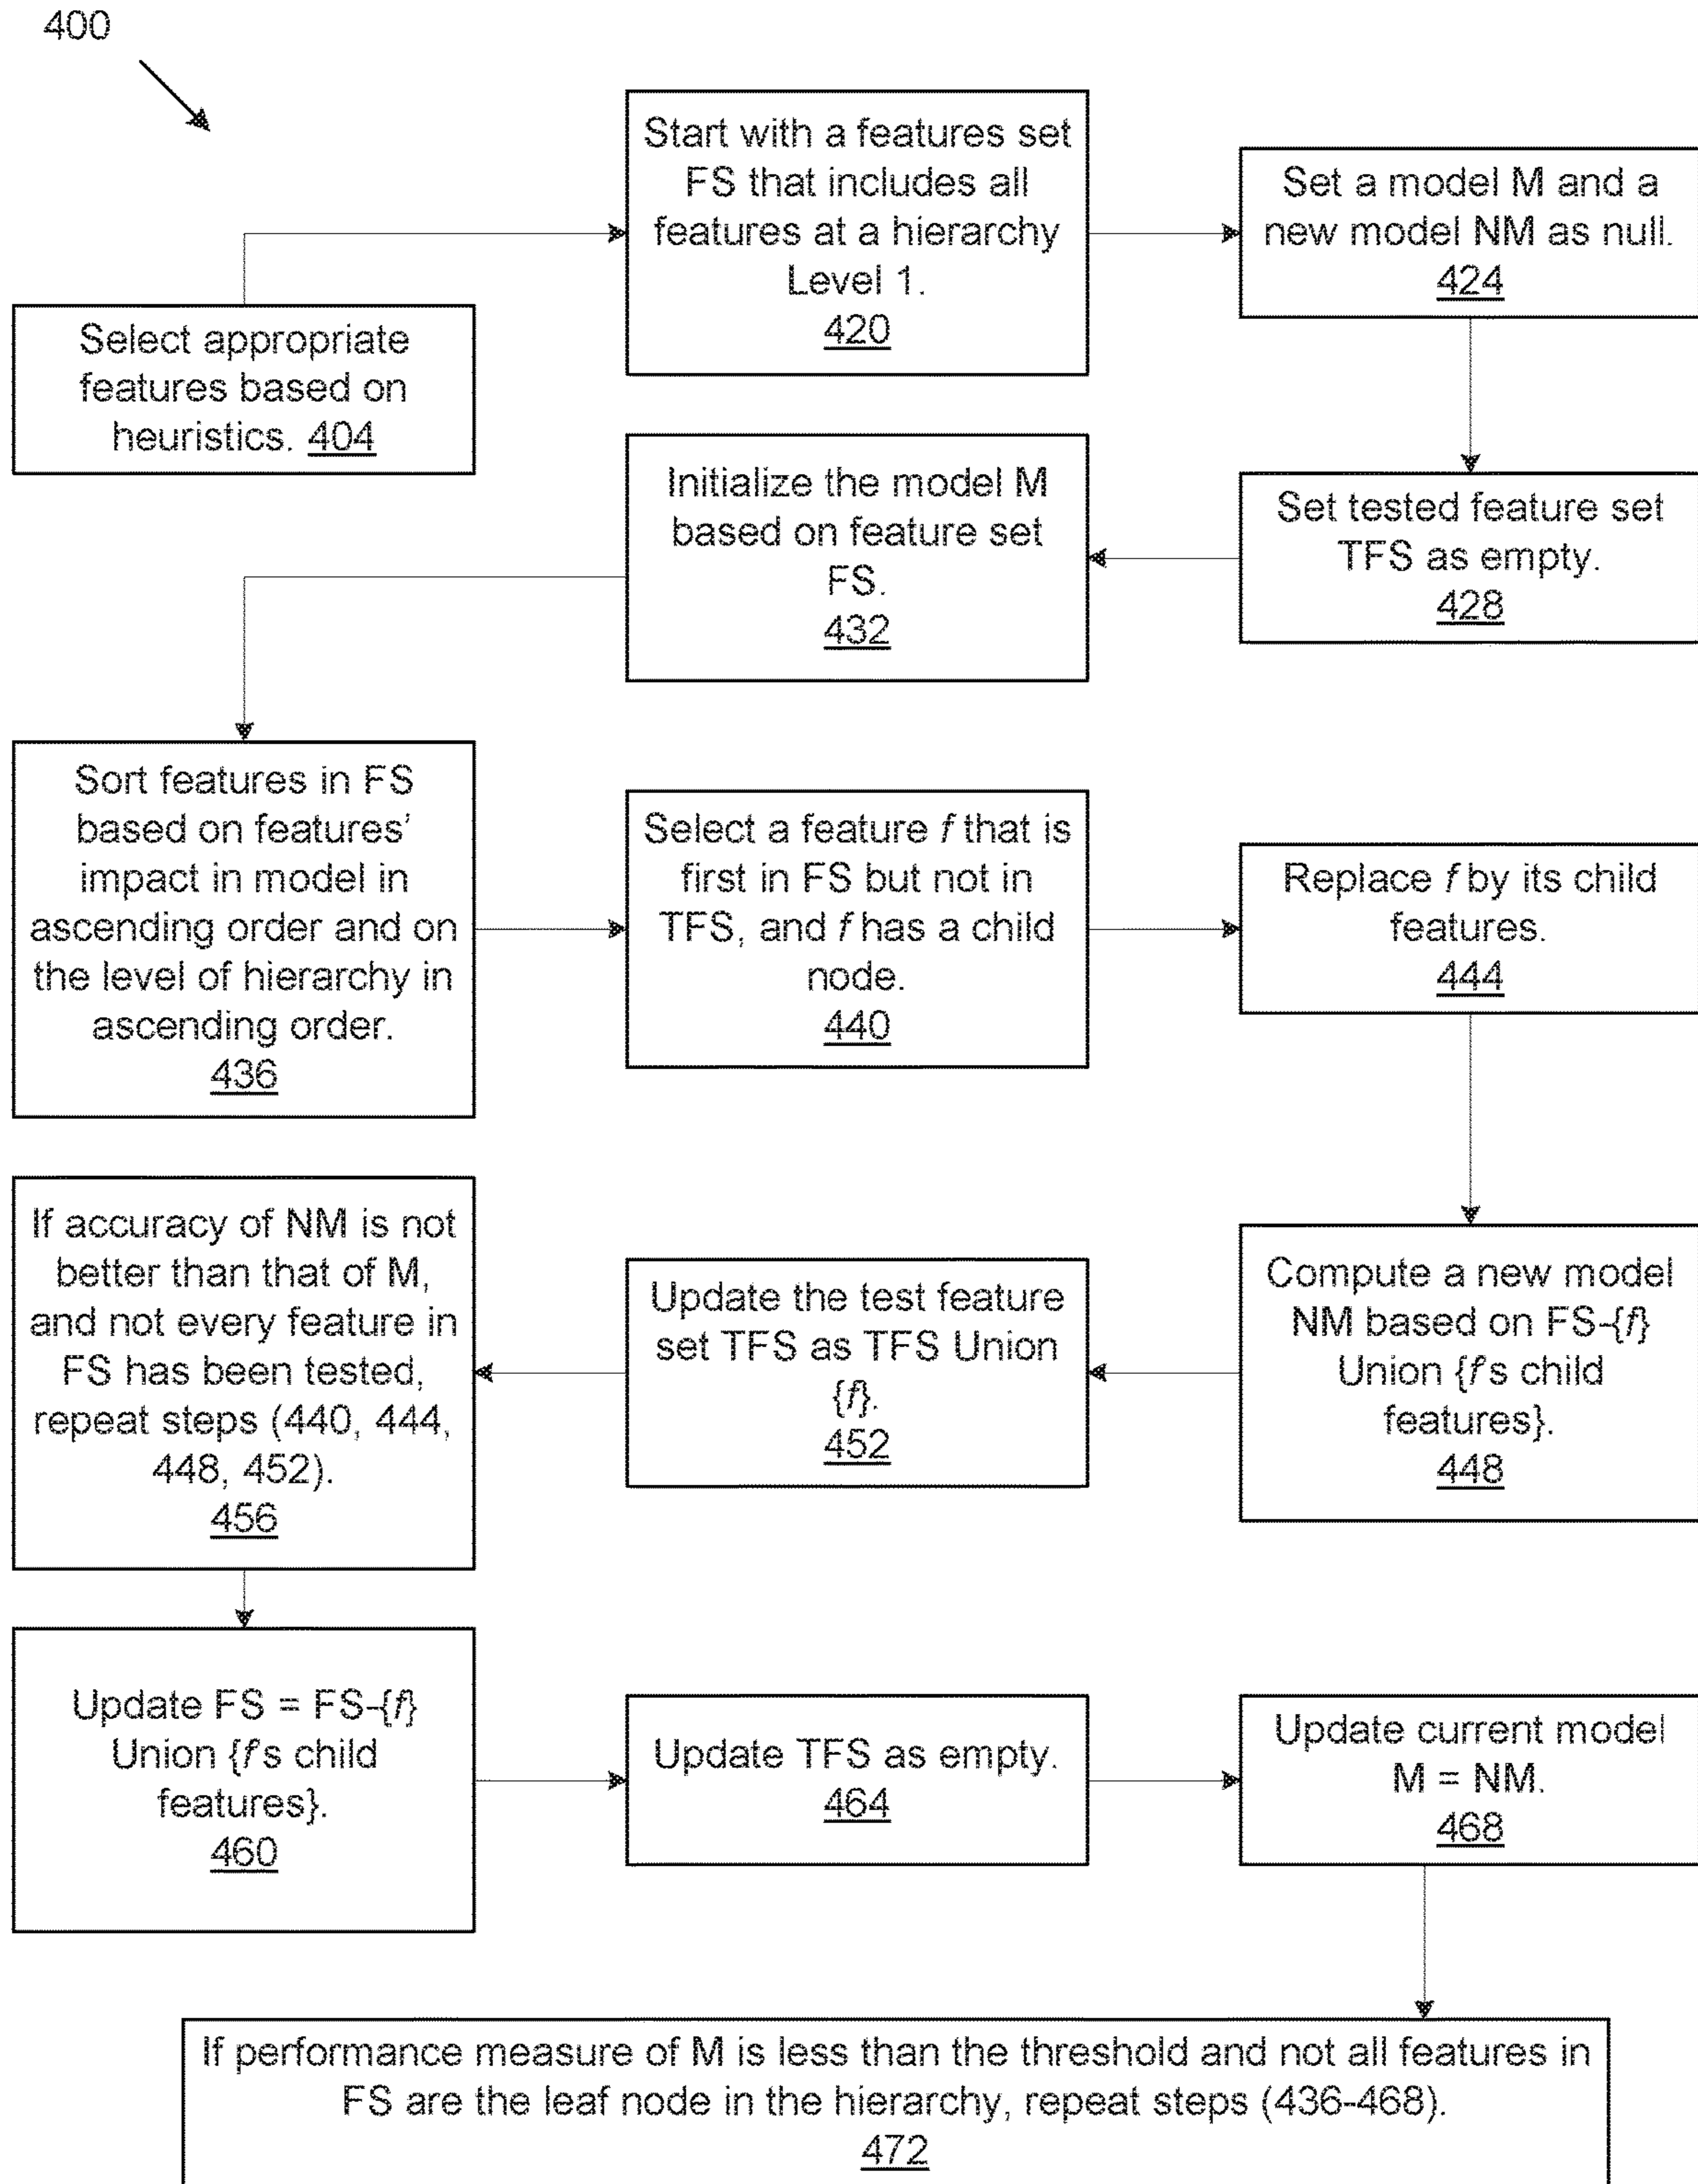 400
Start with a features set
FS that includes all
features at a hierarchy
Level 1.
420
Set a model M and a
new model NM as null.
424
Select appropriate
features based on
heuristics. 404
Initialize the model M
based on feature set
FS.
432
Set tested feature set
TFS as empty.
428
Sort features in FS
based on features'
impact in model in
ascending order and on
the level of hierarchy in
ascending order.
436
Select a feature f that is
first in FS but not in
TFS, and f has a child
node.
440
Replace f by its child
features.
444
If accuracy of NM is not
better than that of M,
and not every feature in
FS has been tested,
repeat steps (440, 444,
448, 452).
456
Update the test feature
set TFS as TFS Union
{f}.
452
Compute a new model
NM based on FS-{f}
Union {f's child
features}.
448
Update FS = FS-{f}
Union {f's child
features}.
460
Update TFS as empty.
464
Update current model
M = NM.
468
If performance measure of M is less than the threshold and not all features in
FS are the leaf node in the hierarchy, repeat steps (436-468).
472